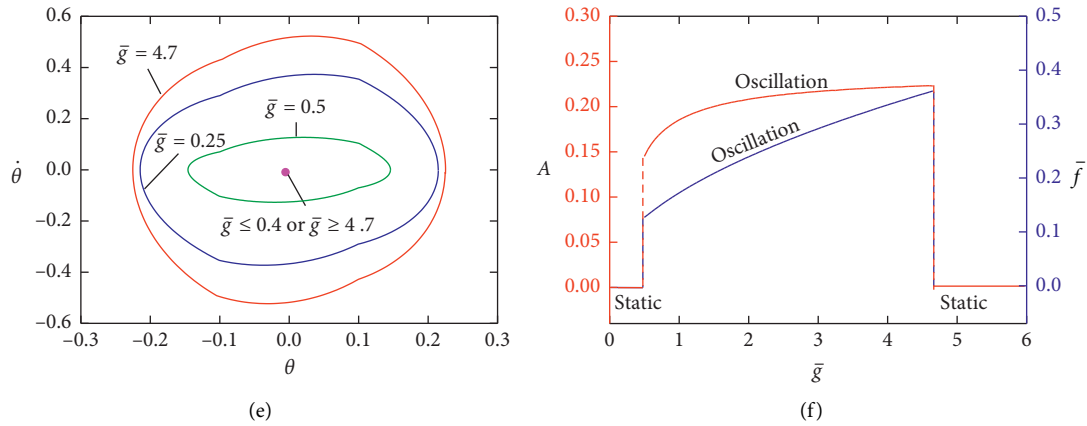 0.6
0.4
0.2
0.0
−0.2
−0.4
−0.6
θ̇
ḡ = 4.7
ḡ = 0.5
ḡ = 0.25
ḡ ≤ 0.4 or ḡ ≥ 4 .7
−0.3 −0.2 −0.1 0.0 0.1 0.2 0.3
θ
(e)
0.30
0.25
0.20
0.15
0.10
0.05
0.00
A
Oscillation
Oscillation
Static
Static
0.5
0.4
0.3
0.2
0.1
0.0
f̄
0 1 2 3 4 5 6
ḡ
(f)